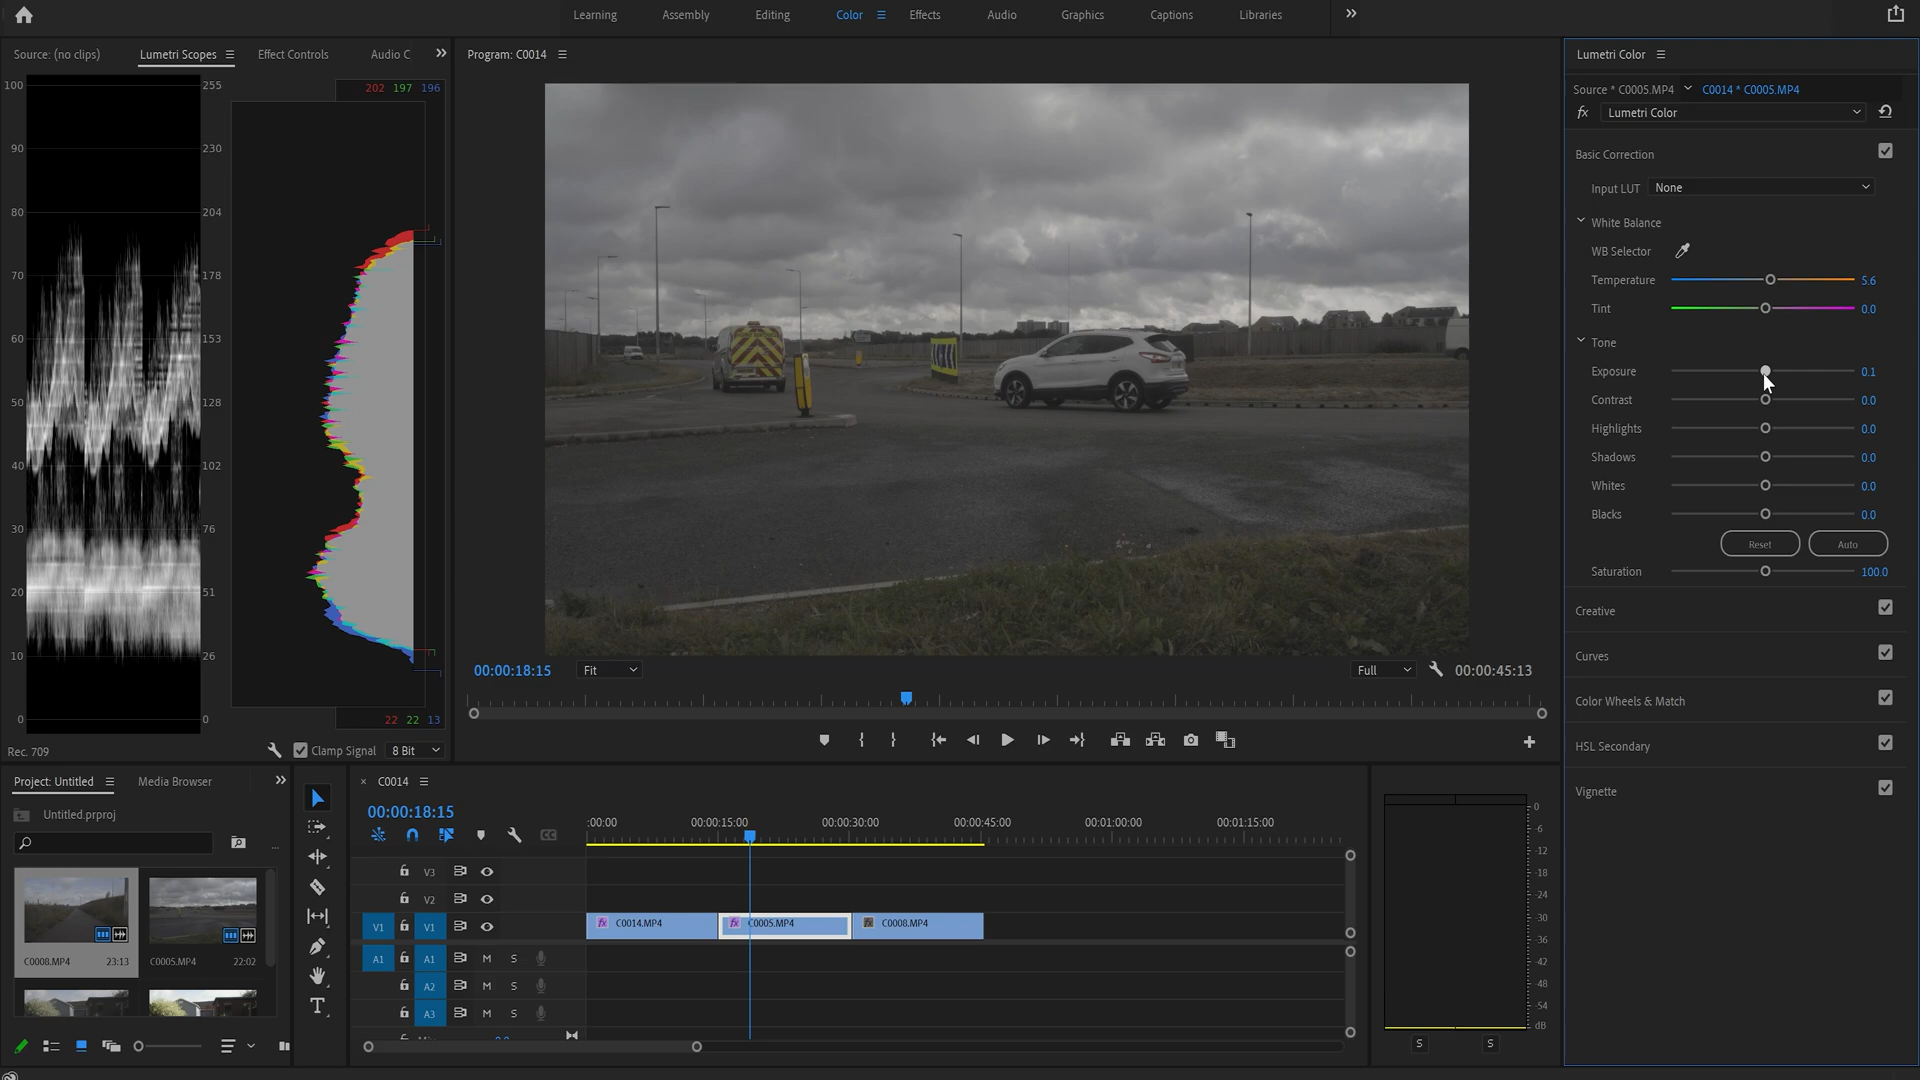 Learning Assembly Editing Color Effects Audio Graphics Captions Libraries
Source: (no clips) Lumetri Scopes Effect Controls Audio C
Program: C0014
Lumetri Color
Source * C0005.MP4 C0014 * C0005.MP4
fx Lumetri Color
Basic Correction
Input LUT None
White Balance
WB Selector
Temperature 5.6
Tint 0.0
Tone
Exposure 0.1
Contrast 0.0
Highlights 0.0
Shadows 0.0
Whites 0.0
Blacks 0.0
Reset Auto
Saturation 100.0
Creative
Curves
Color Wheels & Match
HSL Secondary
Vignette
202 197 196
100 255
90 230
80 204
70 178
60 153
50 128
40 102
30 76
20 51
10 26
0 0
22 22 13
Rec. 709 Clamp Signal 8 Bit
00:00:18:15 Fit Full 00:00:45:13
Project: Untitled Media Browser
Untitled.prproj
C0008.MP4 23:13 C0005.MP4 22:02
C0014
00:00:18:15
:00:00 00:00:15:00 00:00:30:00 00:00:45:00 00:01:00:00 00:01:15:00
V3
V2
V1 V1 fx C0014.MP4 fx C0005.MP4 fx C0008.MP4
A1 A1 M S
A2 M S
A3 M S
0
-6
-12
-18
-24
-30
-36
-42
-48
-54
dB
S S